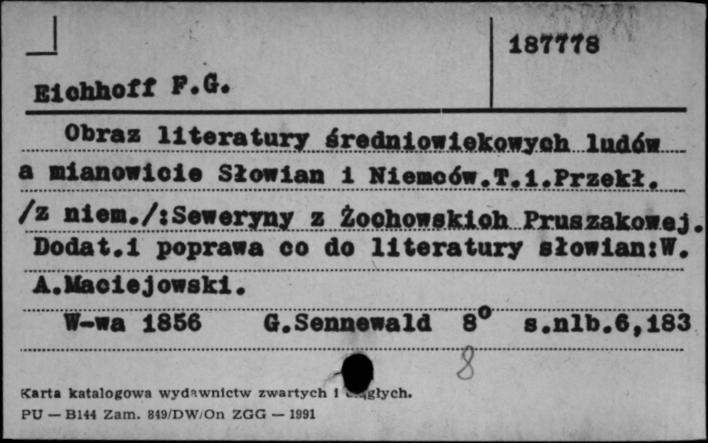 187778
Eichhoff F.G.
Obraz literatury średniowiekowych ludów
a mianowicie Słowian i Niemców.T.1.Przekł.
/z niem./:Seweryny z Żochowskich Pruszakowej.
Dodat.i poprawa co do literatury słowian:W.
A.Maciejowski.
W-wa 1856 G.Sennewald 8° s.nlb.6,183
8
Karta katalogowa wydawnictw zwartych i ciągłych.
PU — B144 Zam. 849/DW/On ZGG — 1991